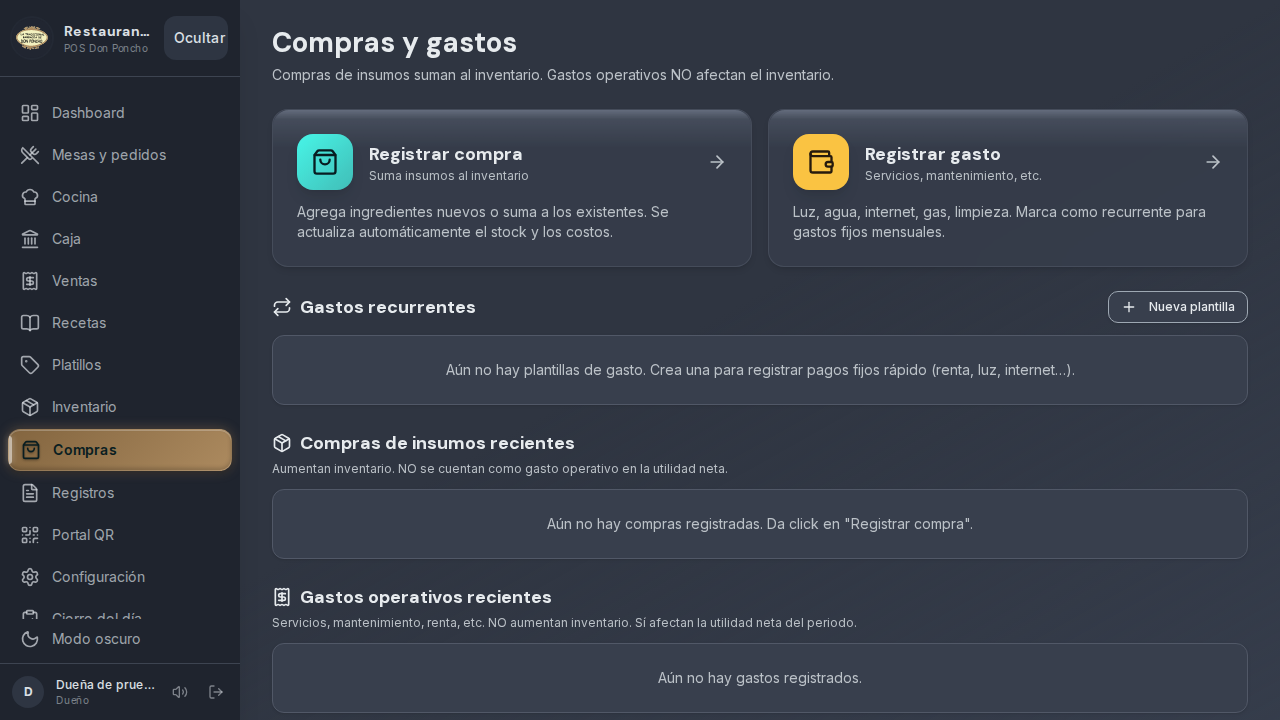 Restauran...
POS Don Poncho
Ocultar
Dashboard
Mesas y pedidos
Cocina
Caja
Ventas
Recetas
Platillos
Inventario
Compras
Registros
Portal QR
Configuración
Cierre del día
Modo oscuro
D
Dueña de prue...
Dueño
Compras y gastos
Compras de insumos suman al inventario. Gastos operativos NO afectan el inventario.
Registrar compra
Suma insumos al inventario
Agrega ingredientes nuevos o suma a los existentes. Se
actualiza automáticamente el stock y los costos.
Registrar gasto
Servicios, mantenimiento, etc.
Luz, agua, internet, gas, limpieza. Marca como recurrente para
gastos fijos mensuales.
Gastos recurrentes
Nueva plantilla
Aún no hay plantillas de gasto. Crea una para registrar pagos fijos rápido (renta, luz, internet…).
Compras de insumos recientes
Aumentan inventario. NO se cuentan como gasto operativo en la utilidad neta.
Aún no hay compras registradas. Da click en "Registrar compra".
Gastos operativos recientes
Servicios, mantenimiento, renta, etc. NO aumentan inventario. Sí afectan la utilidad neta del periodo.
Aún no hay gastos registrados.